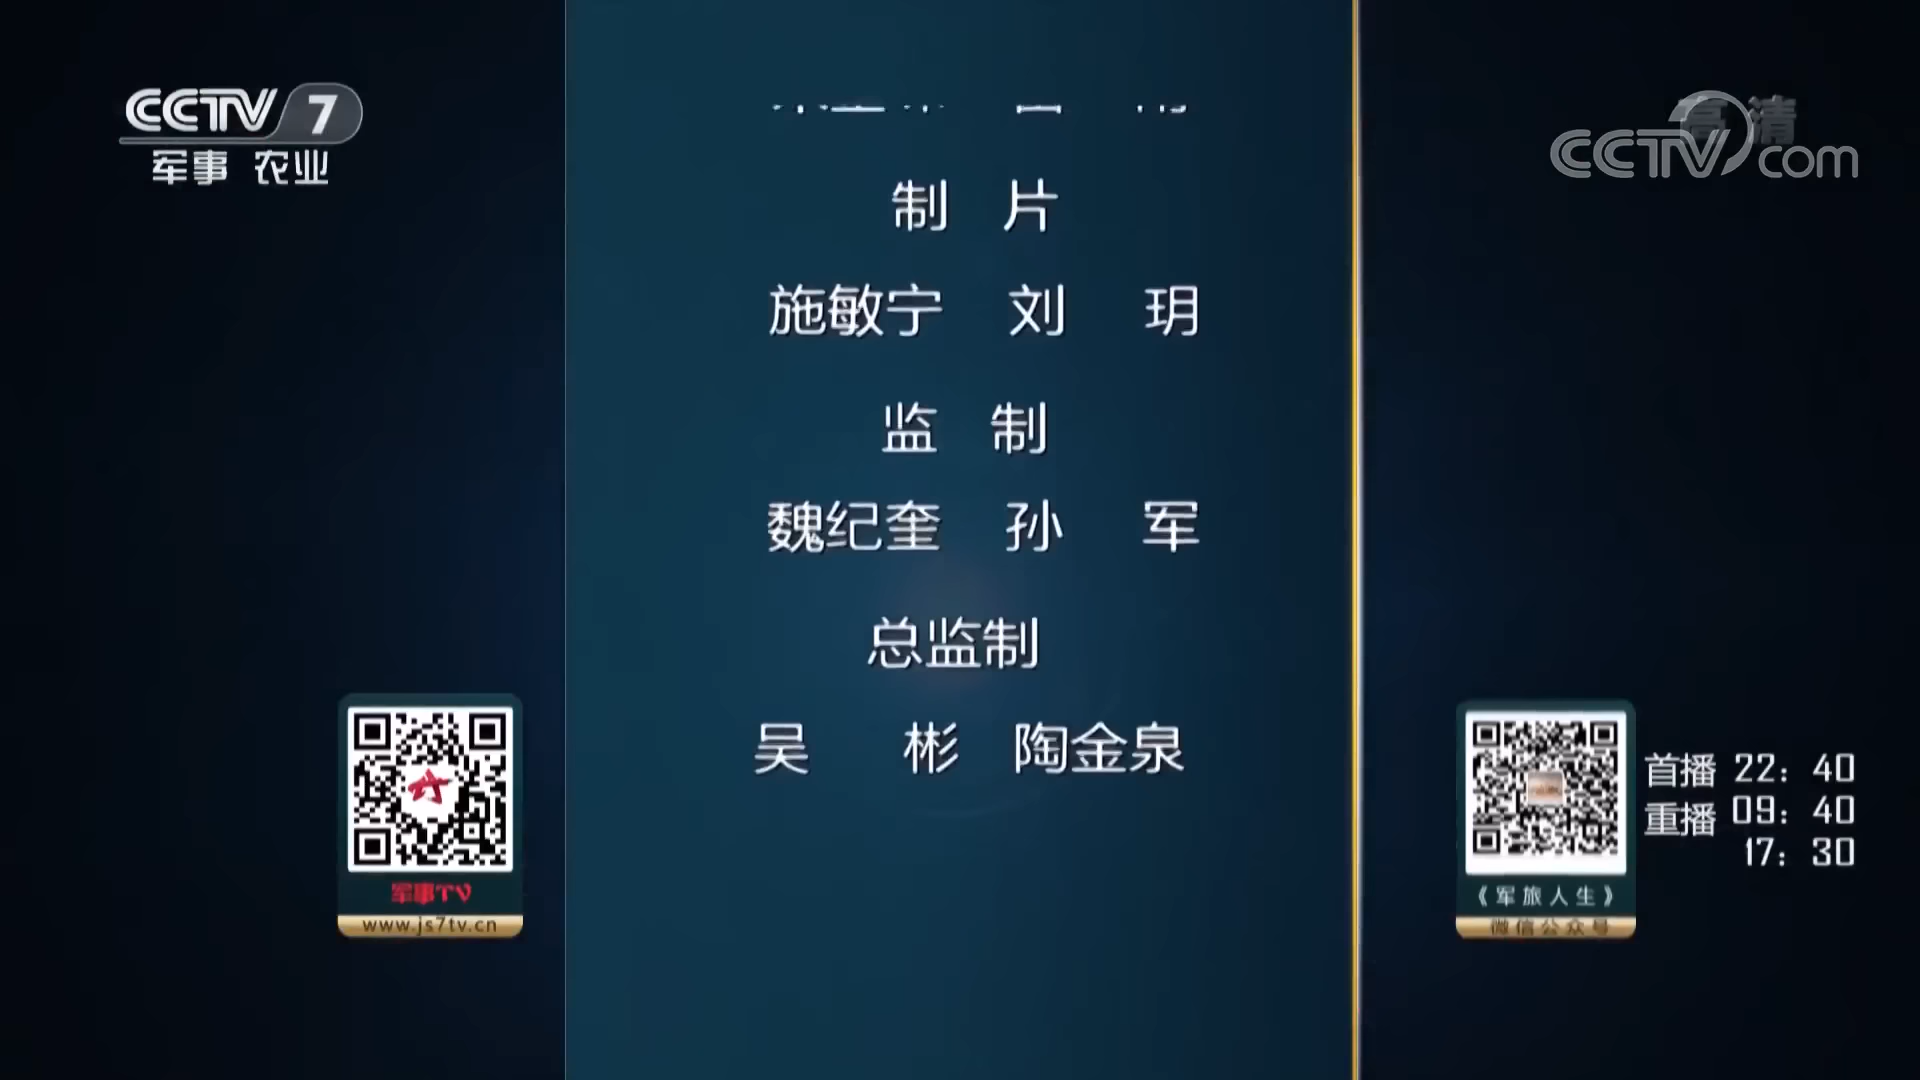 CCTV 7
军事 农业
高清
CCTV com
制 片
施敏宁 刘 玥
监 制
魏纪奎 孙 军
总监制
吴 彬 陶金泉
军事TV
www.js7tv.cn
首播 22: 40
重播 09: 40
17: 30
《军旅人生》
微信公众号